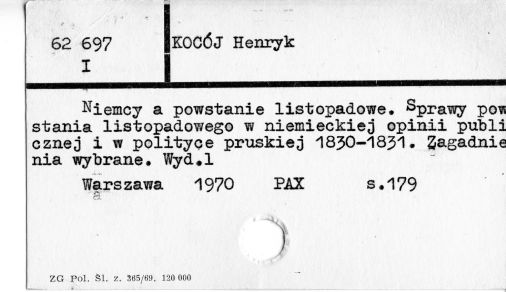 62 697
I
KOCÓJ Henryk
Niemcy a powstanie listopadowe. Sprawy pow
stania listopadowego w niemieckiej opinii publi
cznej i w polityce pruskiej 1830-1831. Zagadnie
nia wybrane. Wyd.1
Warszawa 1970 PAX s.179
a
ZG Pol. Śl. z. 365/69. 120 000